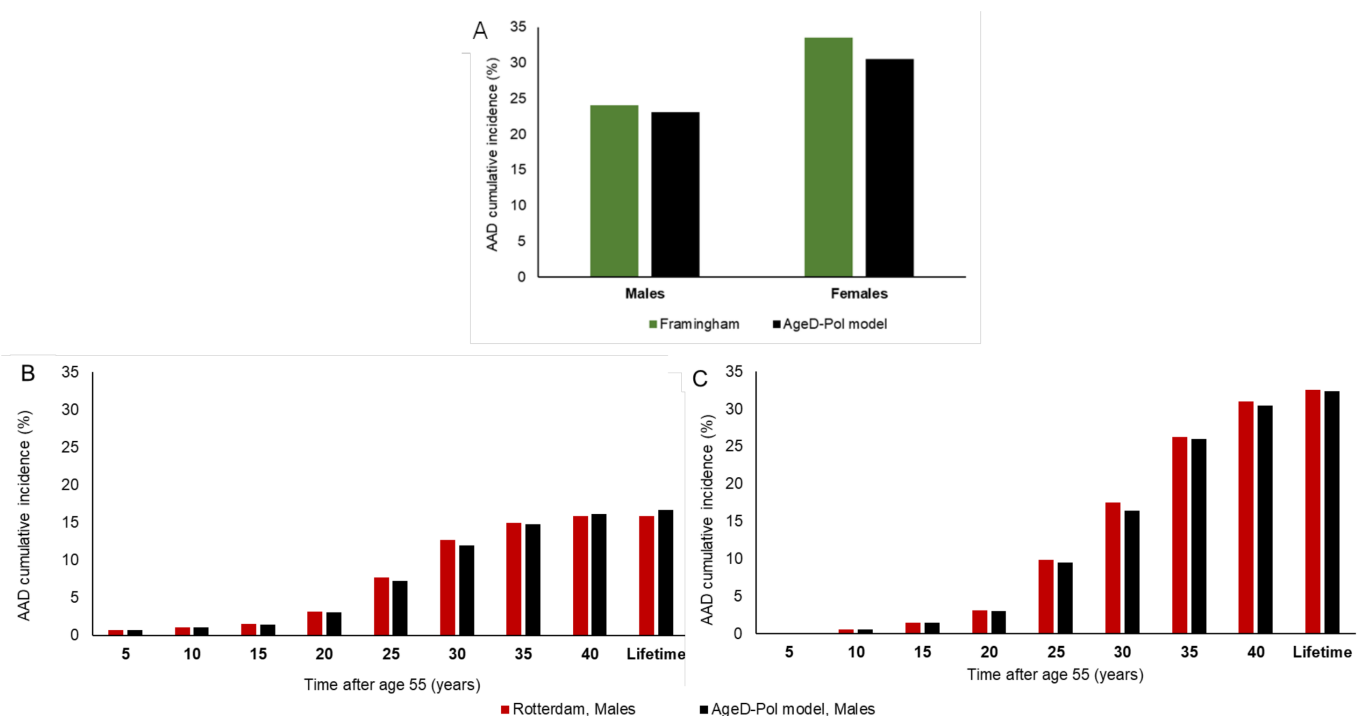 A
AAD cumulative incidence (%)
35
30
25
20
15
10
5
0
Males Females
Framingham AgeD-Pol model
B
AAD cumulative incidence (%)
35
30
25
20
15
10
5
0
5 10 15 20 25 30 35 40 Lifetime
Time after age 55 (years)
C
AAD cumulative incidence (%)
35
30
25
20
15
10
5
0
5 10 15 20 25 30 35 40 Lifetime
Time after age 55 (years)
Rotterdam, Males AgeD-Pol model, Males